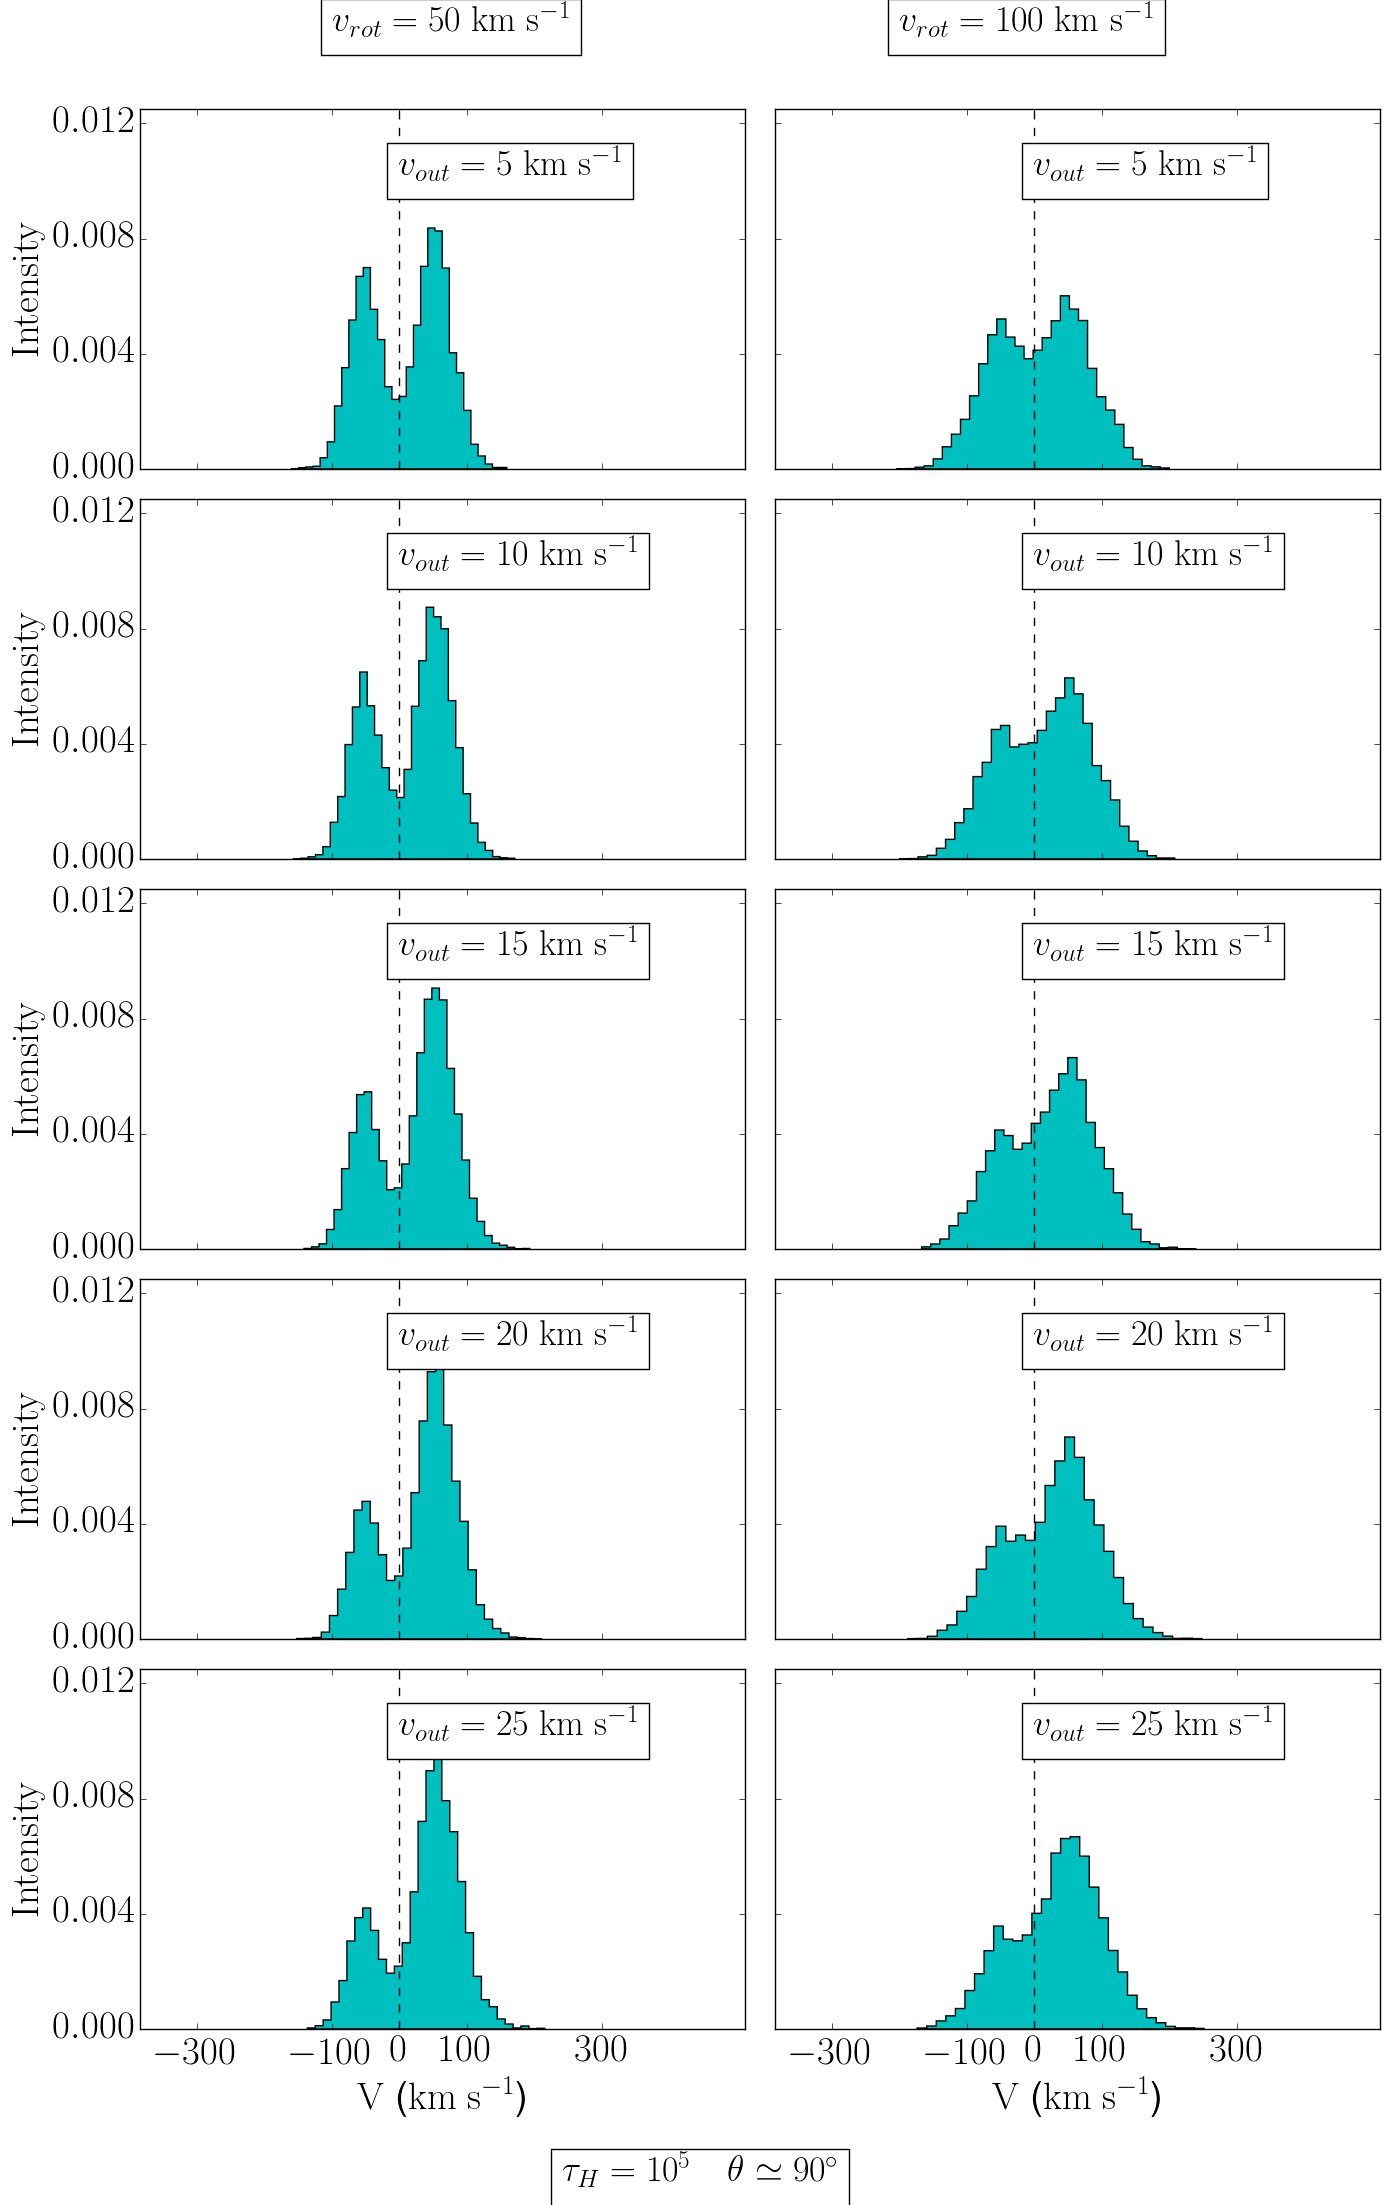 v_rot = 50 km s⁻¹ v_rot = 100 km s⁻¹
0.012
v_out = 5 km s⁻¹ v_out = 5 km s⁻¹
0.008
Intensity
0.004
0.000
0.012
v_out = 10 km s⁻¹ v_out = 10 km s⁻¹
0.008
Intensity
0.004
0.000
0.012
v_out = 15 km s⁻¹ v_out = 15 km s⁻¹
0.008
Intensity
0.004
0.000
0.012
v_out = 20 km s⁻¹ v_out = 20 km s⁻¹
0.008
Intensity
0.004
0.000
0.012
v_out = 25 km s⁻¹ v_out = 25 km s⁻¹
0.008
Intensity
0.004
0.000
−300 −100 0 100 300 −300 −100 0 100 300
V (km s⁻¹) V (km s⁻¹)
τ_H = 10⁵ θ ≃ 90°